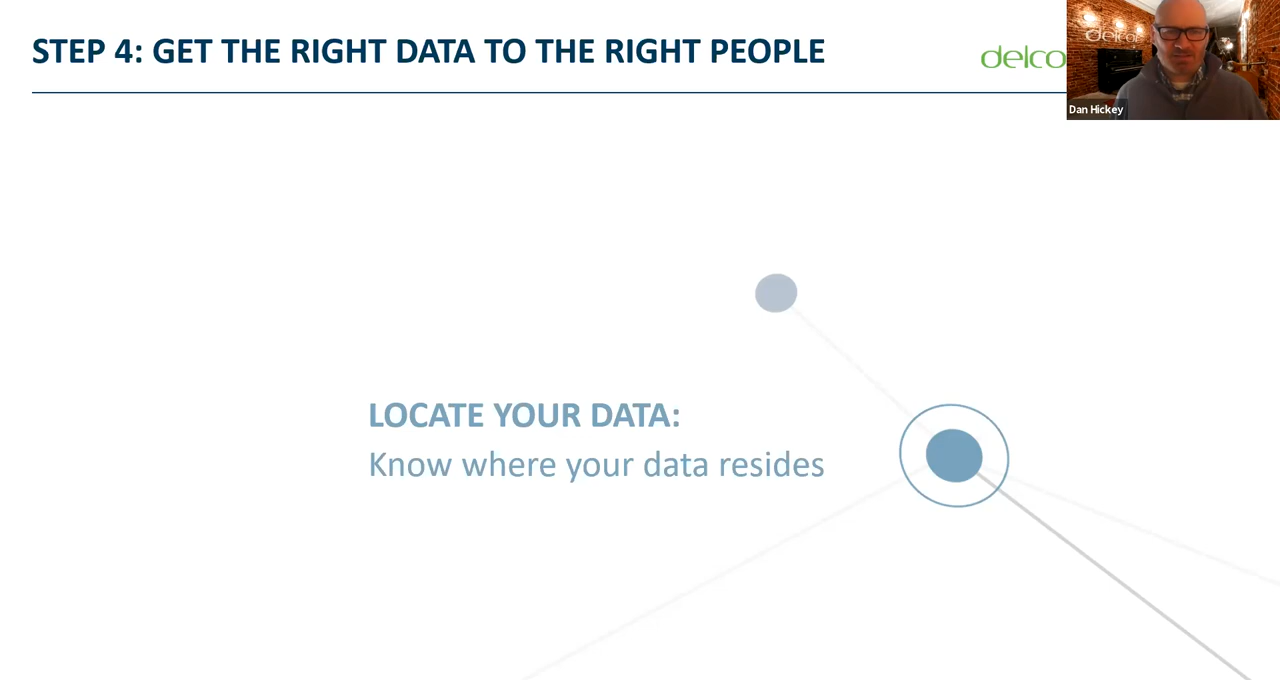 STEP 4: GET THE RIGHT DATA TO THE RIGHT PEOPLE
delco
delcor
Dan Hickey
LOCATE YOUR DATA:
Know where your data resides